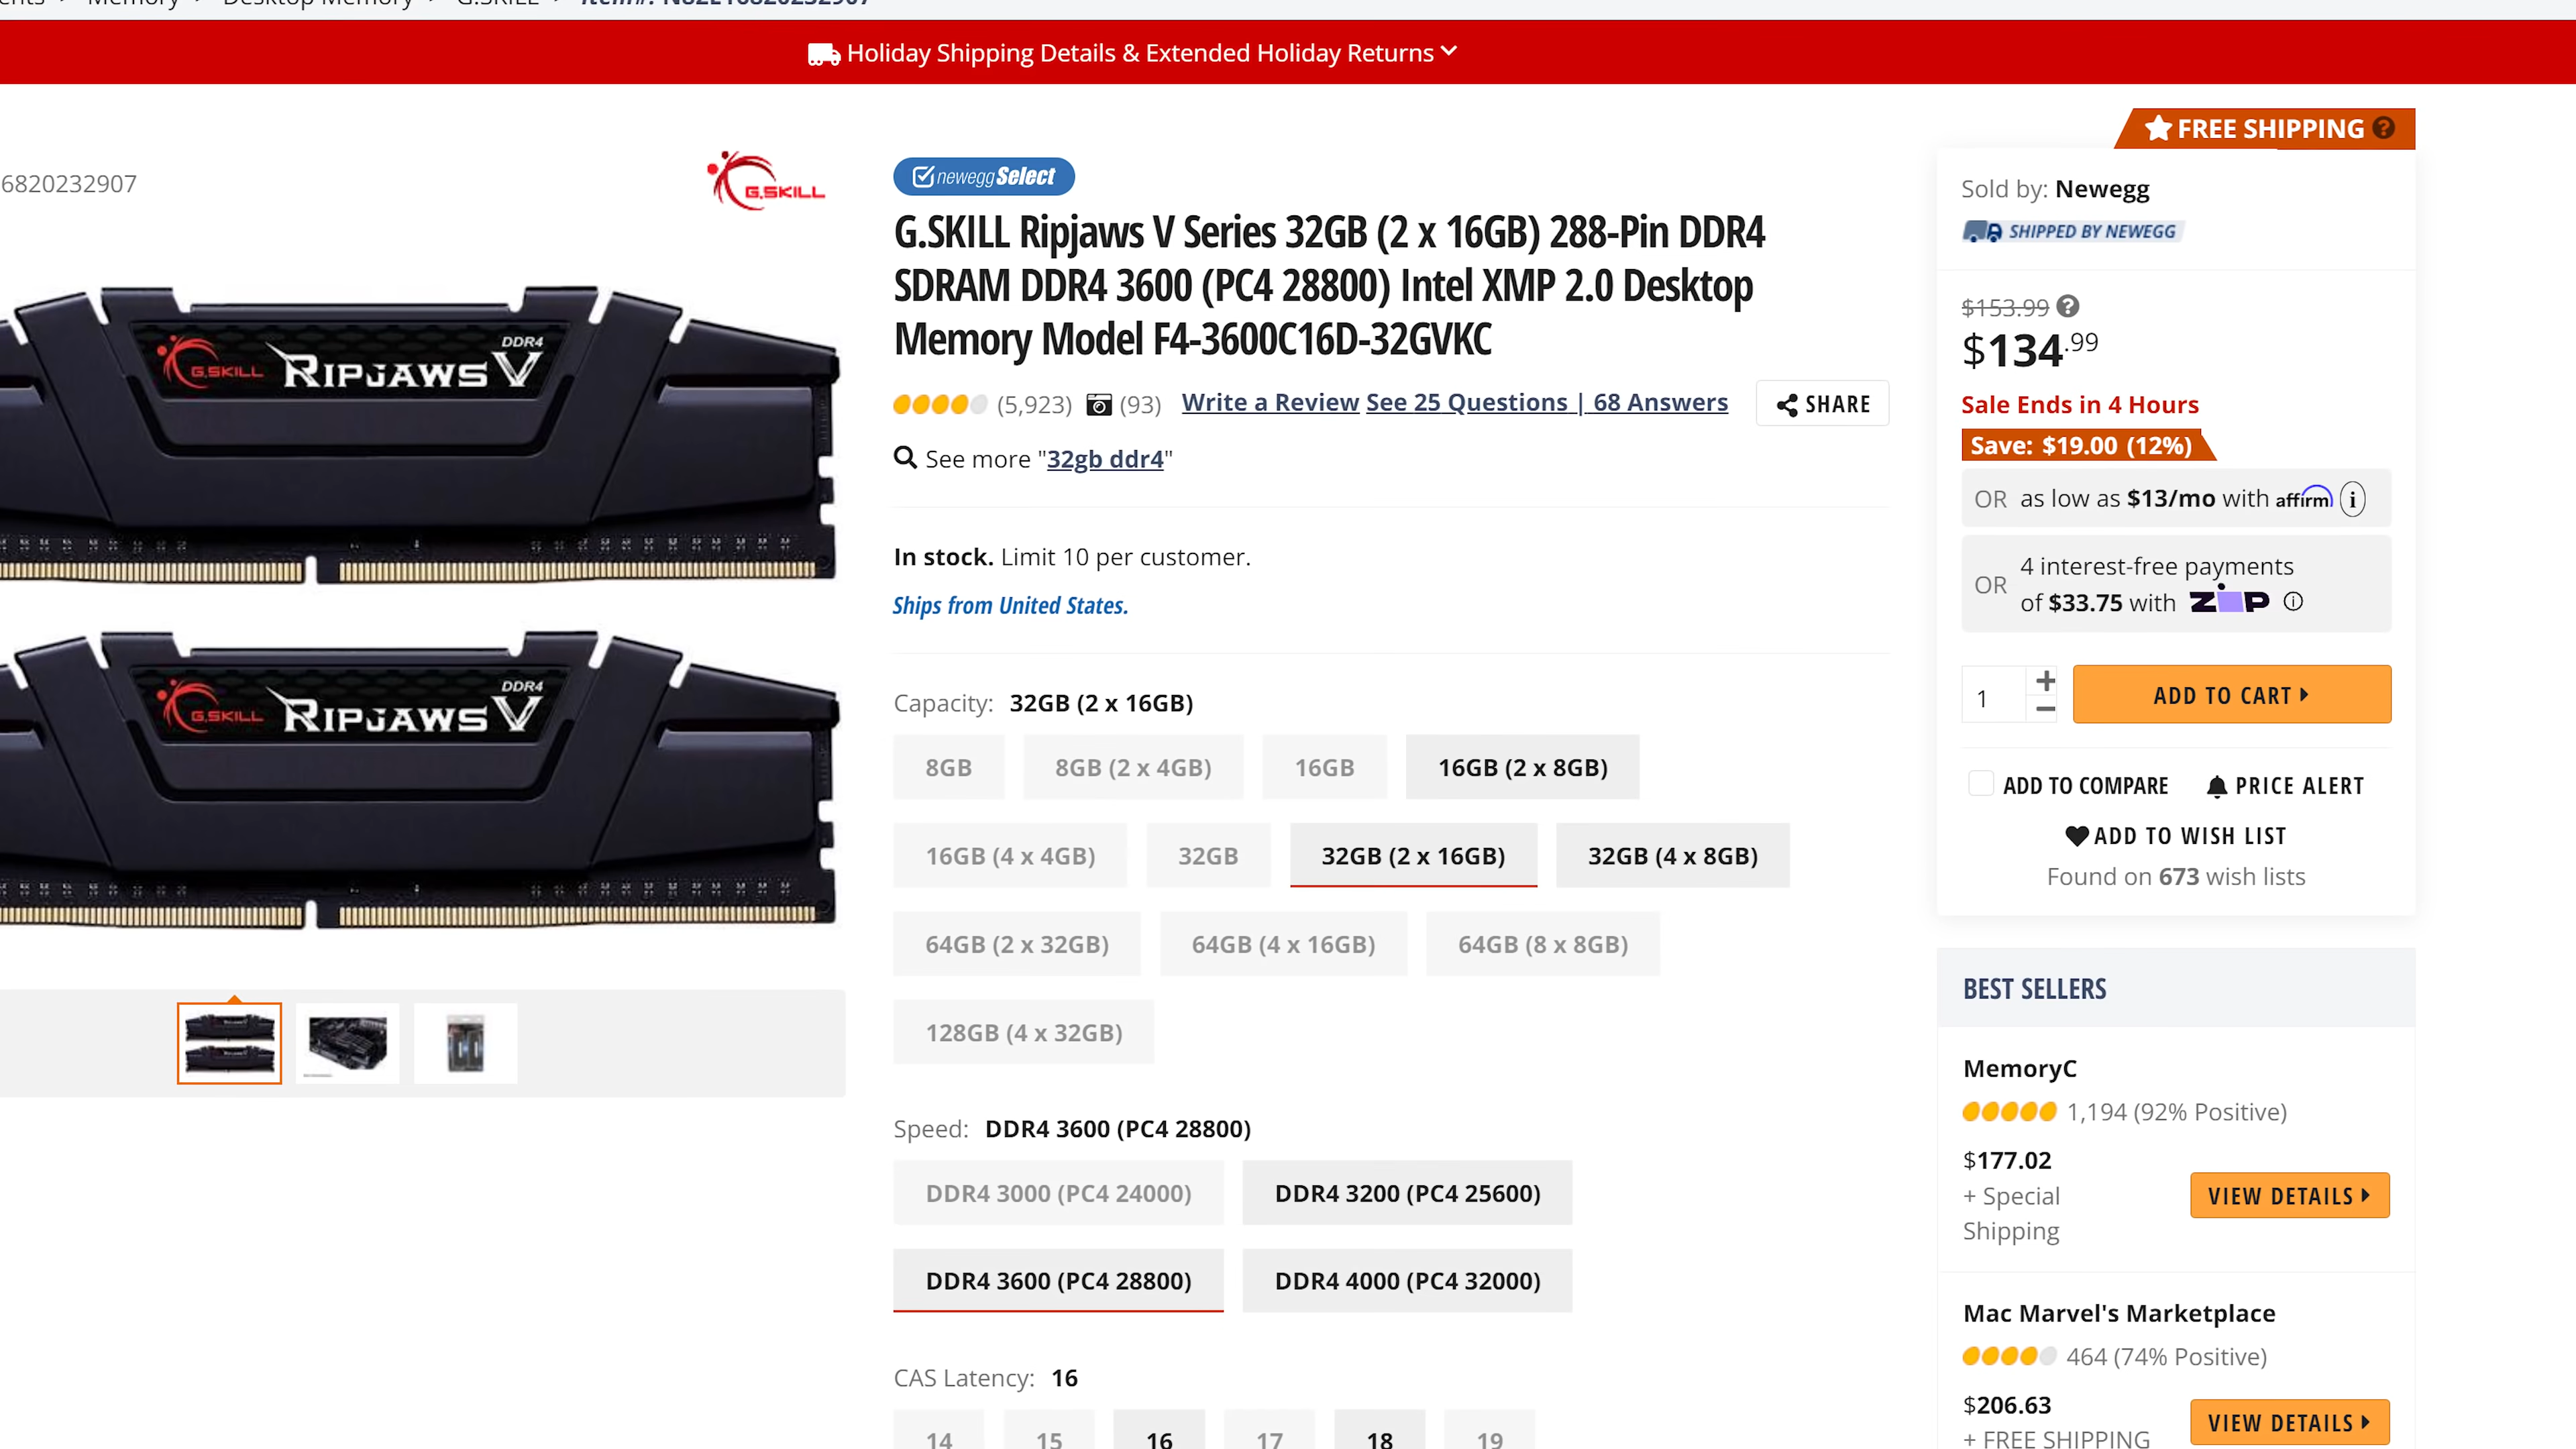 Memory
Desktop Memory
G.SKILL
Holiday Shipping Details & Extended Holiday Returns
6820232907
G.SKILL
G.SKILL RIPJAWS V DDR4
G.SKILL RIPJAWS V DDR4
newegg Select
G.SKILL Ripjaws V Series 32GB (2 x 16GB) 288-Pin DDR4
SDRAM DDR4 3600 (PC4 28800) Intel XMP 2.0 Desktop
Memory Model F4-3600C16D-32GVKC
(5,923) (93) Write a Review See 25 Questions | 68 Answers SHARE
See more "32gb ddr4"
In stock. Limit 10 per customer.
Ships from United States.
Capacity: 32GB (2 x 16GB)
8GB 8GB (2 x 4GB) 16GB 16GB (2 x 8GB)
16GB (4 x 4GB) 32GB 32GB (2 x 16GB) 32GB (4 x 8GB)
64GB (2 x 32GB) 64GB (4 x 16GB) 64GB (8 x 8GB)
128GB (4 x 32GB)
Speed: DDR4 3600 (PC4 28800)
DDR4 3000 (PC4 24000) DDR4 3200 (PC4 25600)
DDR4 3600 (PC4 28800) DDR4 4000 (PC4 32000)
CAS Latency: 16
14 15 16 17 18 19
FREE SHIPPING ?
Sold by: Newegg
SHIPPED BY NEWEGG
$153.99 ?
$134.99
Sale Ends in 4 Hours
Save: $19.00 (12%)
OR as low as $13/mo with affirm i
4 interest-free payments
OR of $33.75 with ZIP i
1 + − ADD TO CART
ADD TO COMPARE PRICE ALERT
ADD TO WISH LIST
Found on 673 wish lists
BEST SELLERS
MemoryC
1,194 (92% Positive)
$177.02
+ Special
Shipping
VIEW DETAILS
Mac Marvel's Marketplace
464 (74% Positive)
$206.63
+ FREE SHIPPING
VIEW DETAILS